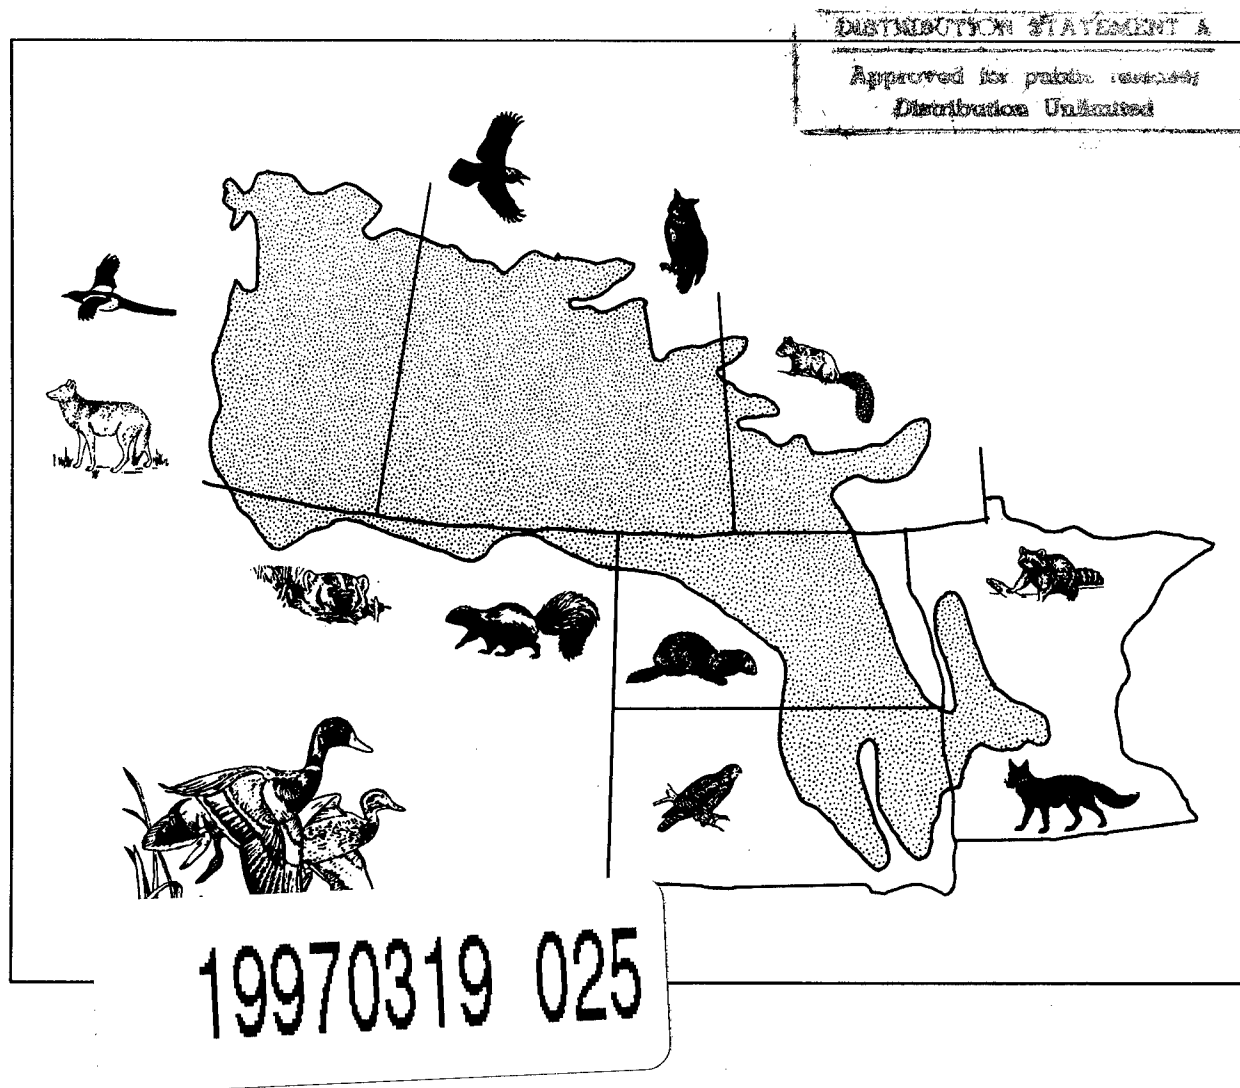 DISTRIBUTION STATEMENT A
Approved for public release;
Distribution Unlimited
19970319 025